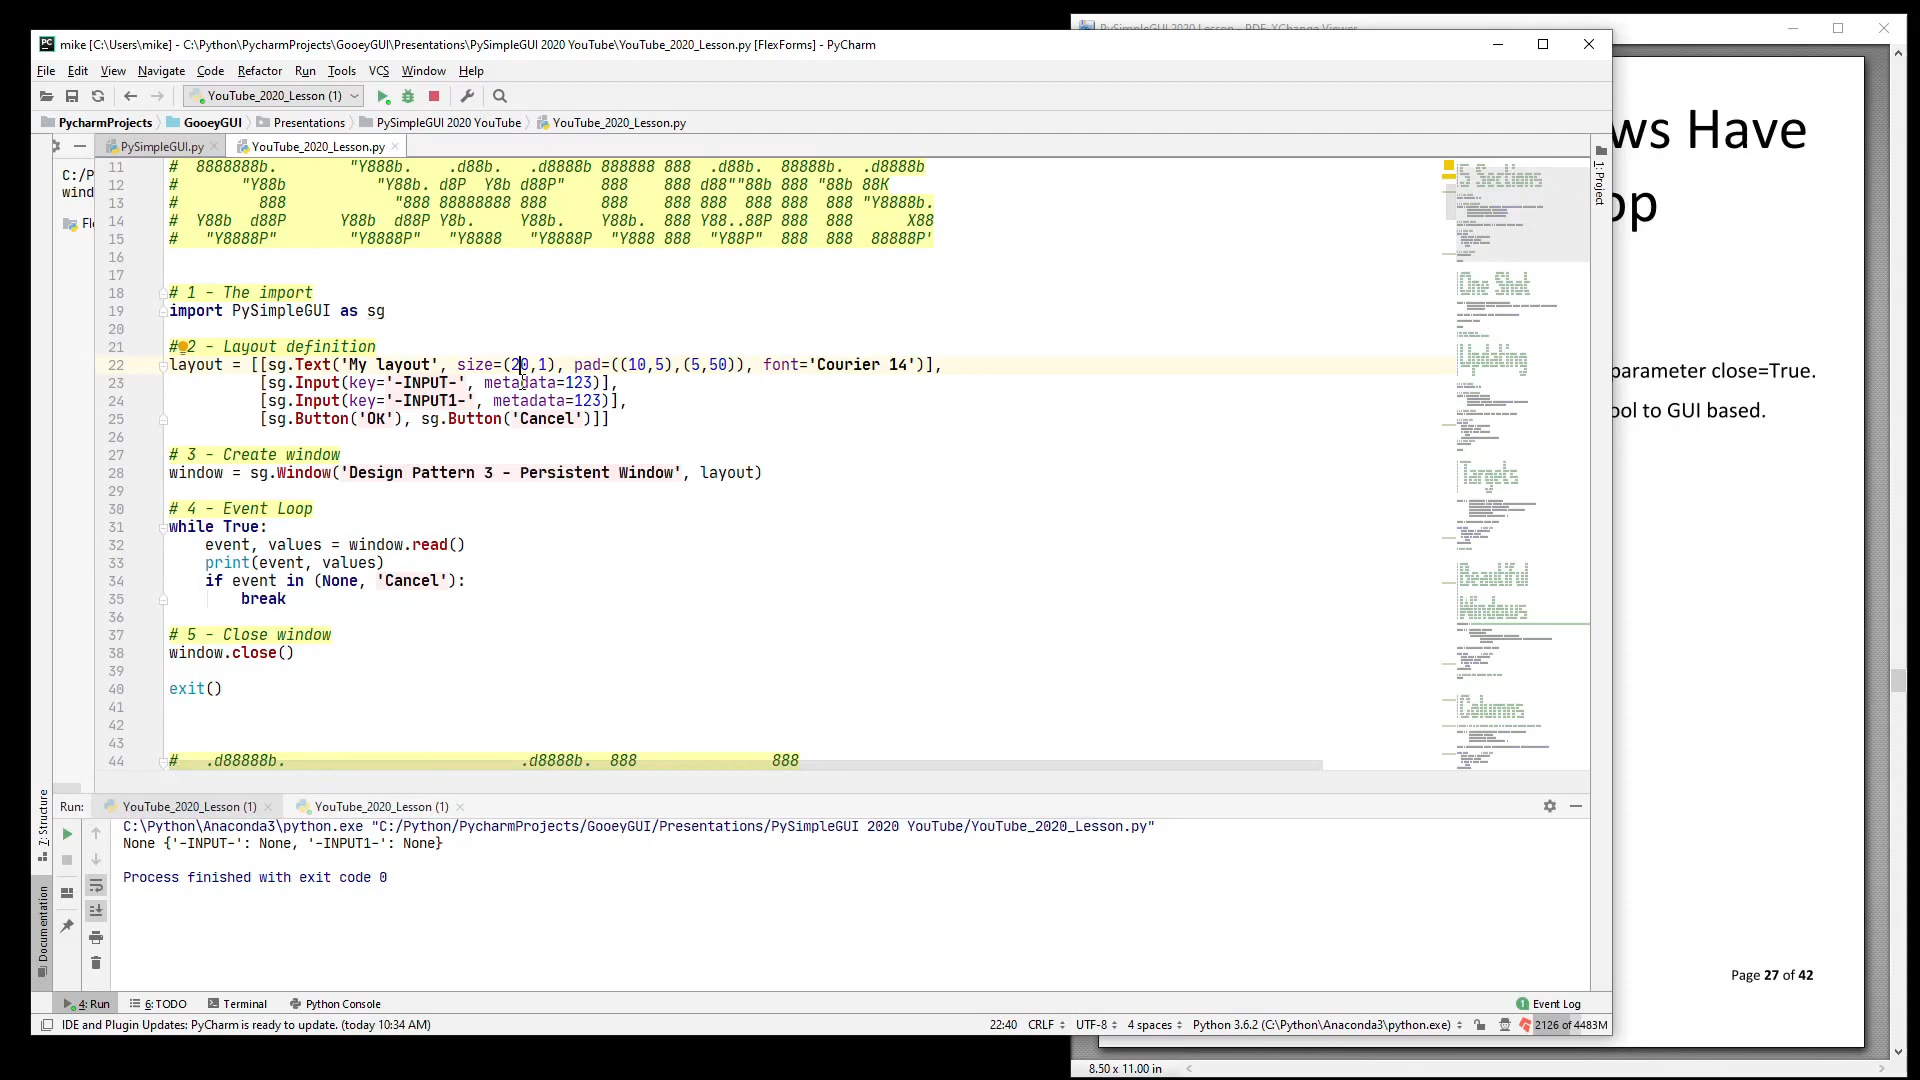 PySimpleGUI 2020 Lesson - PDF-XChange Viewer
mike [C:\Users\mike] - C:\Python\PycharmProjects\GooeyGUI\Presentations\PySimpleGUI 2020 YouTube\YouTube_2020_Lesson.py [FlexForms] - PyCharm
File Edit View Navigate Code Refactor Run Tools VCS Window Help
YouTube_2020_Lesson (1)
PycharmProjects GooeyGUI Presentations PySimpleGUI 2020 YouTube YouTube_2020_Lesson.py
PySimpleGUI.py YouTube_2020_Lesson.py
C:/P
wind
Fle
1: Project
11 # 8888888b. "Y888b. .d88b. .d8888b 888888 888 .d88b. 88888b. .d8888b
12 # "Y88b "Y88b. d8P Y8b d88P" 888 888 d88""88b 888 "88b 88K
13 # 888 "888 88888888 888 888 888 888 888 888 888 "Y8888b.
14 # Y88b d88P Y88b d88P Y8b. Y88b. Y88b. 888 Y88..88P 888 888 X88
15 # "Y8888P" "Y8888P" "Y8888 "Y8888P "Y888 888 "Y88P" 888 888 88888P'
16
17
18 # 1 - The import
19 import PySimpleGUI as sg
20
21 # 2 - Layout definition
22 layout = [[sg.Text('My layout', size=(20,1), pad=((10,5),(5,50)), font='Courier 14')],
23 [sg.Input(key='-INPUT-', metadata=123)],
24 [sg.Input(key='-INPUT1-', metadata=123)],
25 [sg.Button('OK'), sg.Button('Cancel')]]
26
27 # 3 - Create window
28 window = sg.Window('Design Pattern 3 - Persistent Window', layout)
29
30 # 4 - Event Loop
31 while True:
32 event, values = window.read()
33 print(event, values)
34 if event in (None, 'Cancel'):
35 break
36
37 # 5 - Close window
38 window.close()
39
40 exit()
41
42
43
44 # .d88888b. .d8888b. 888 888
ws Have
op
parameter close=True.
ool to GUI based.
Page 27 of 42
8.50 x 11.00 in
7: Structure
Documentation
Run: YouTube_2020_Lesson (1) YouTube_2020_Lesson (1)
C:\Python\Anaconda3\python.exe "C:/Python/PycharmProjects/GooeyGUI/Presentations/PySimpleGUI 2020 YouTube/YouTube_2020_Lesson.py"
None {'-INPUT-': None, '-INPUT1-': None}
Process finished with exit code 0
4: Run 6: TODO Terminal Python Console 1 Event Log
IDE and Plugin Updates: PyCharm is ready to update. (today 10:34 AM) 22:40 CRLF UTF-8 4 spaces Python 3.6.2 (C:\Python\Anaconda3\python.exe) 2126 of 4483M